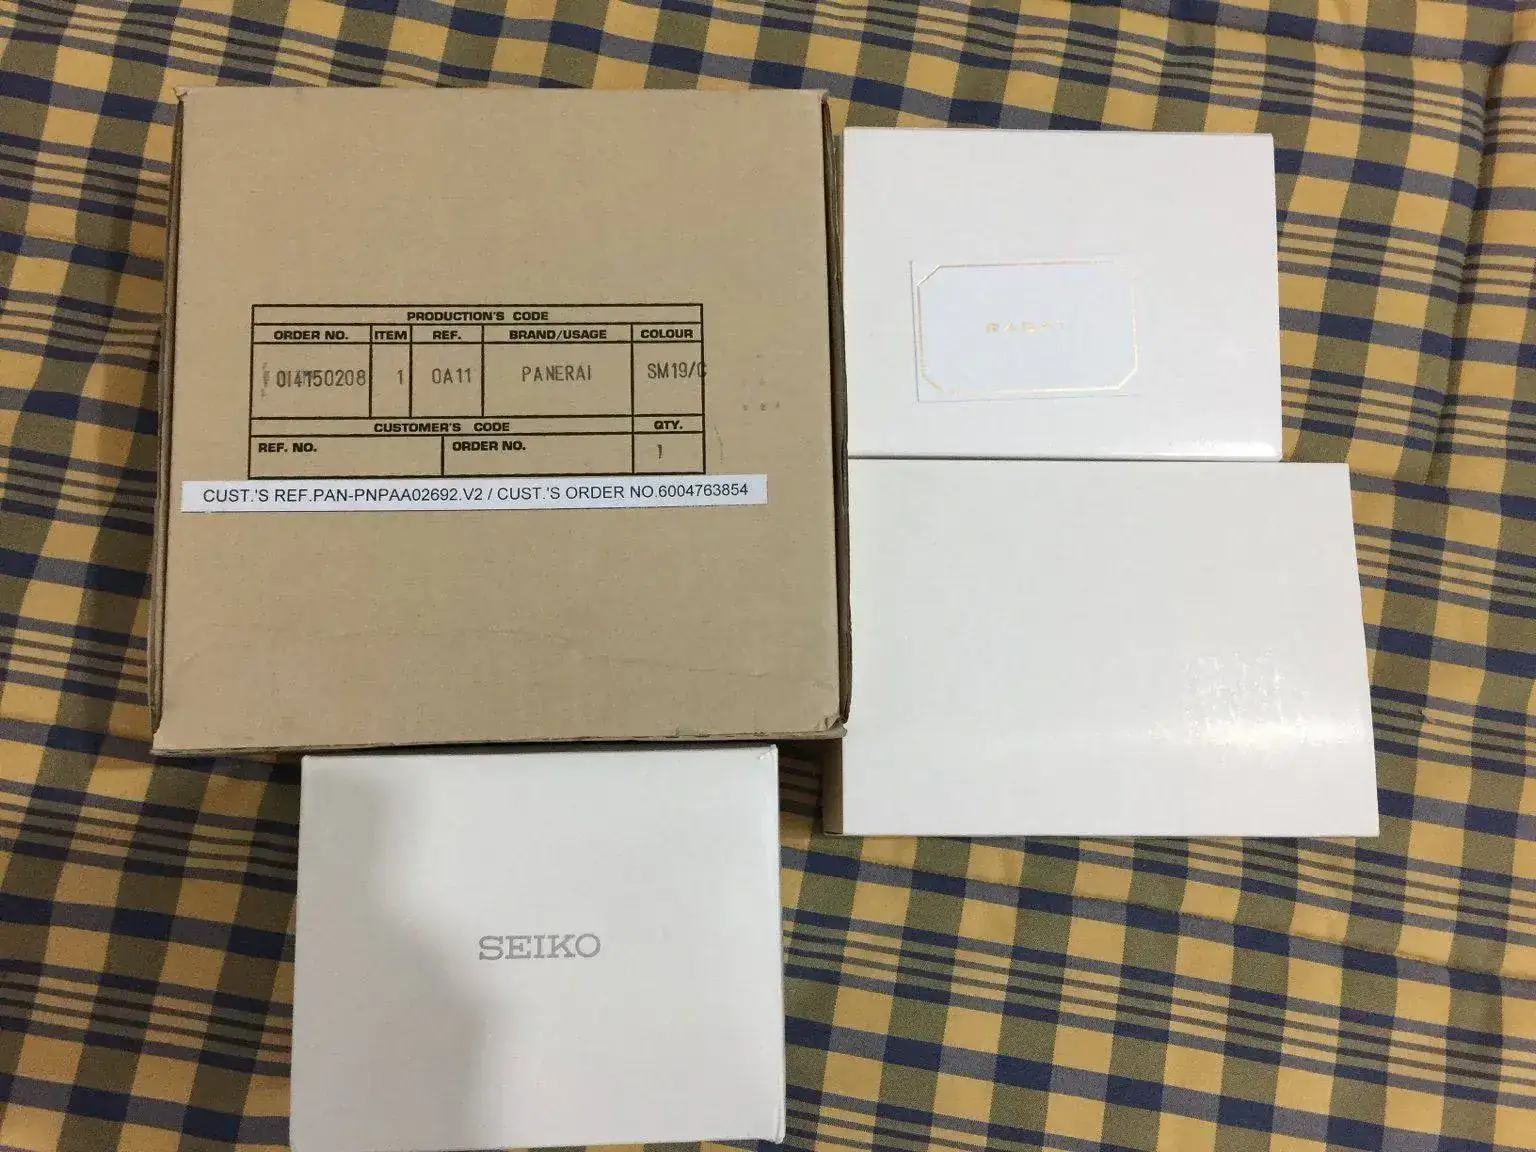 PRODUCTION'S CODE
ORDER NO. ITEM REF. BRAND/USAGE COLOUR
1 0A11 PANERAI SM19/C
CUSTOMER'S CODE QTY.
REF. NO. ORDER NO. 1
CUST.'S REF.PAN-PNPAA02692.V2 / CUST.'S ORDER NO.6004763854
SEIKO